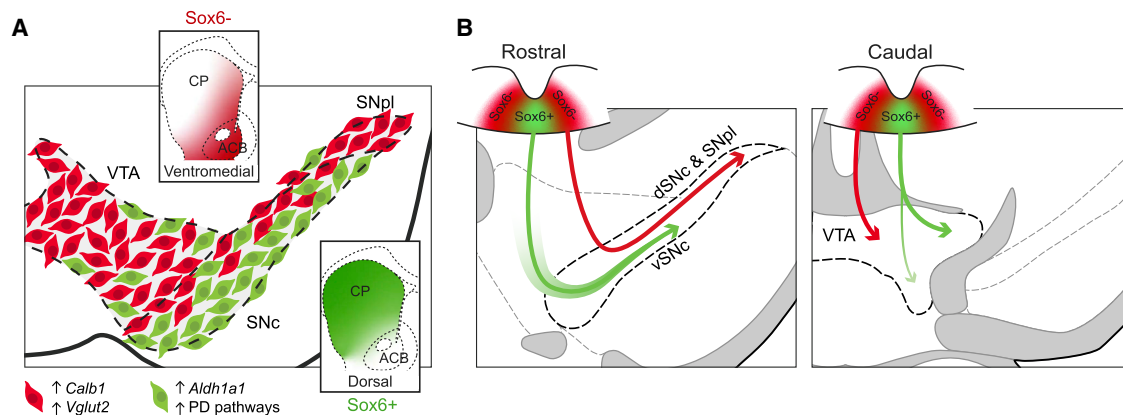 A
Sox6-
CP
ACB
Ventromedial
SNpl
VTA
SNc
CP
ACB
Dorsal
Sox6+
↑ Calb1
↑ Vglut2
↑ Aldh1a1
↑ PD pathways
B
Rostral
Sox6-
Sox6+
Sox6-
dSNc & SNpl
vSNc
Caudal
Sox6-
Sox6+
Sox6-
VTA